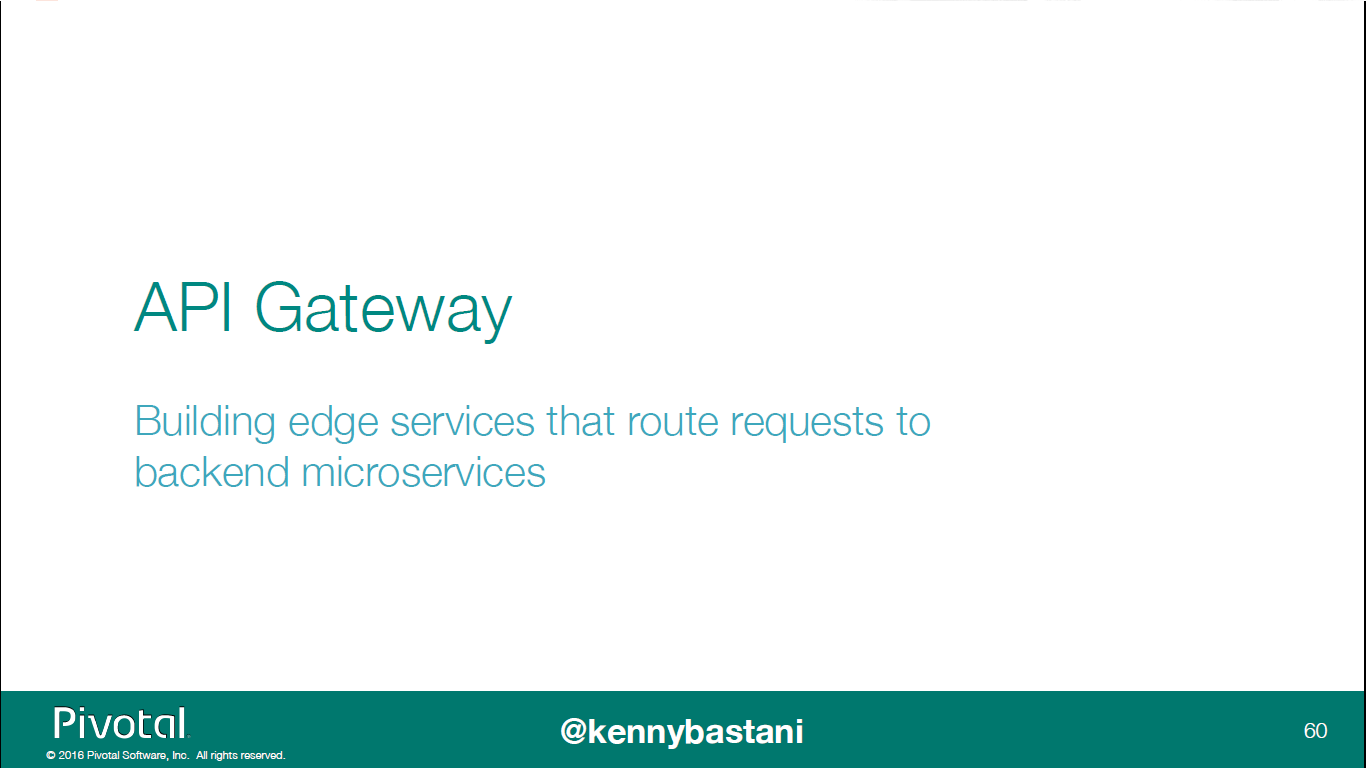 API Gateway
Building edge services that route requests to
backend microservices
Pivotal
© 2016 Pivotal Software, Inc. All rights reserved.
@kennybastani
60